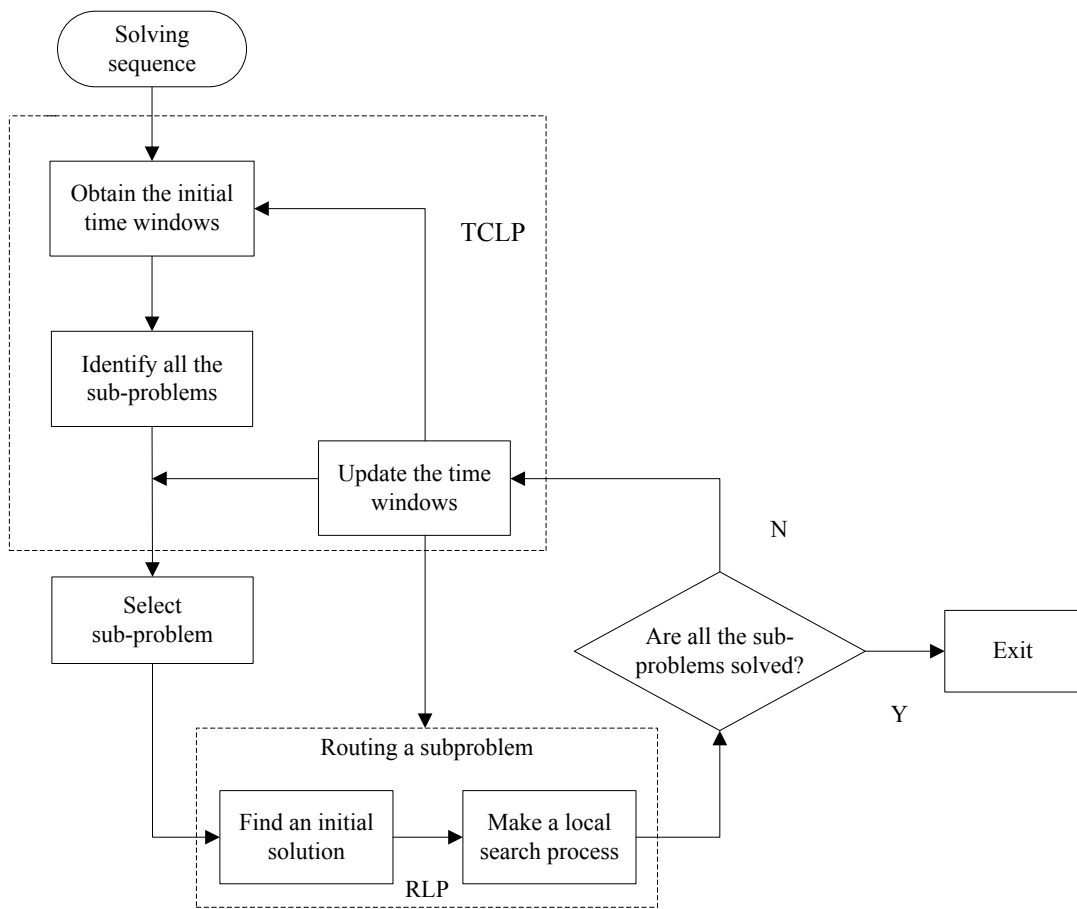 Solving
sequence
Obtain the initial
time windows
TCLP
Identify all the
sub-problems
Update the time
windows
N
Select
sub-problem
Are all the sub-
problems solved?
Exit
Y
Routing a subproblem
Find an initial
solution
Make a local
search process
RLP